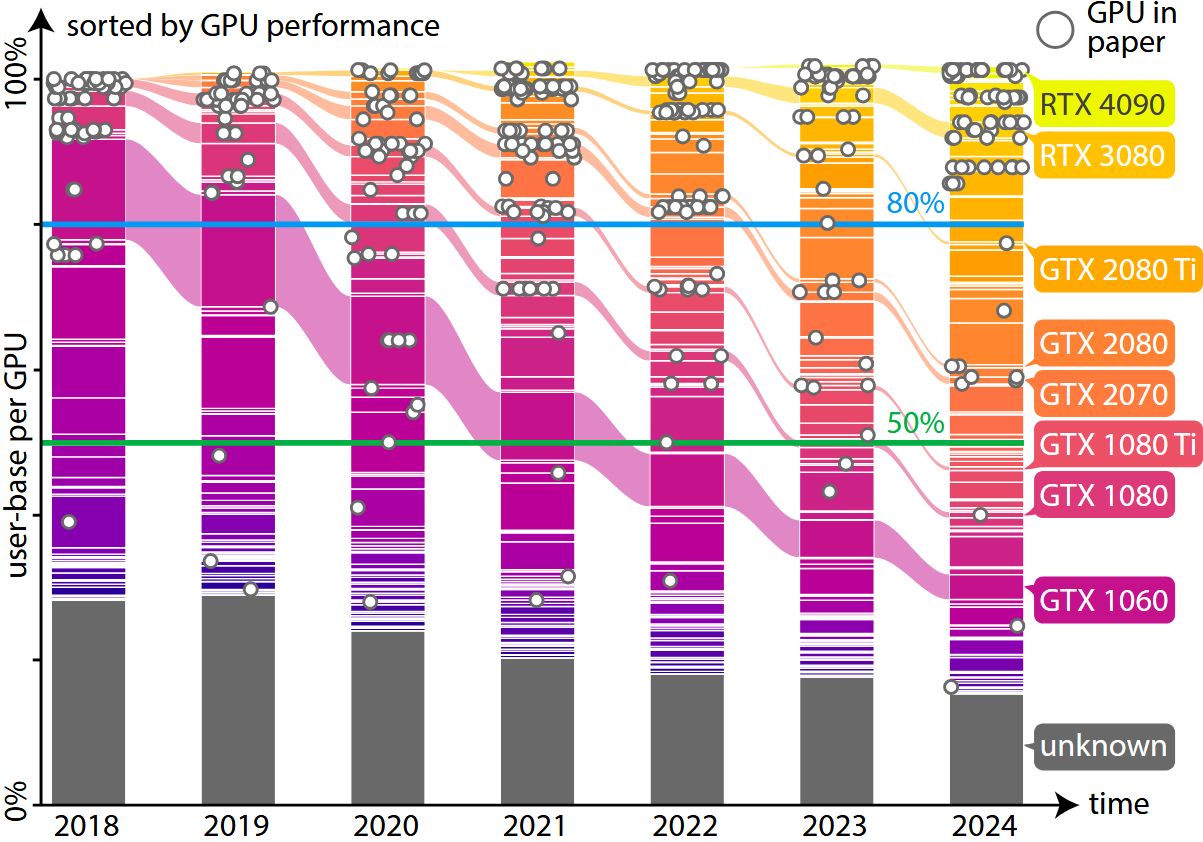 sorted by GPU performance
GPU in
paper
100%
RTX 4090
RTX 3080
80%
GTX 2080 Ti
GTX 2080
GTX 2070
50%
GTX 1080 Ti
GTX 1080
user-base per GPU
GTX 1060
unknown
0%
time
2018
2019
2020
2021
2022
2023
2024